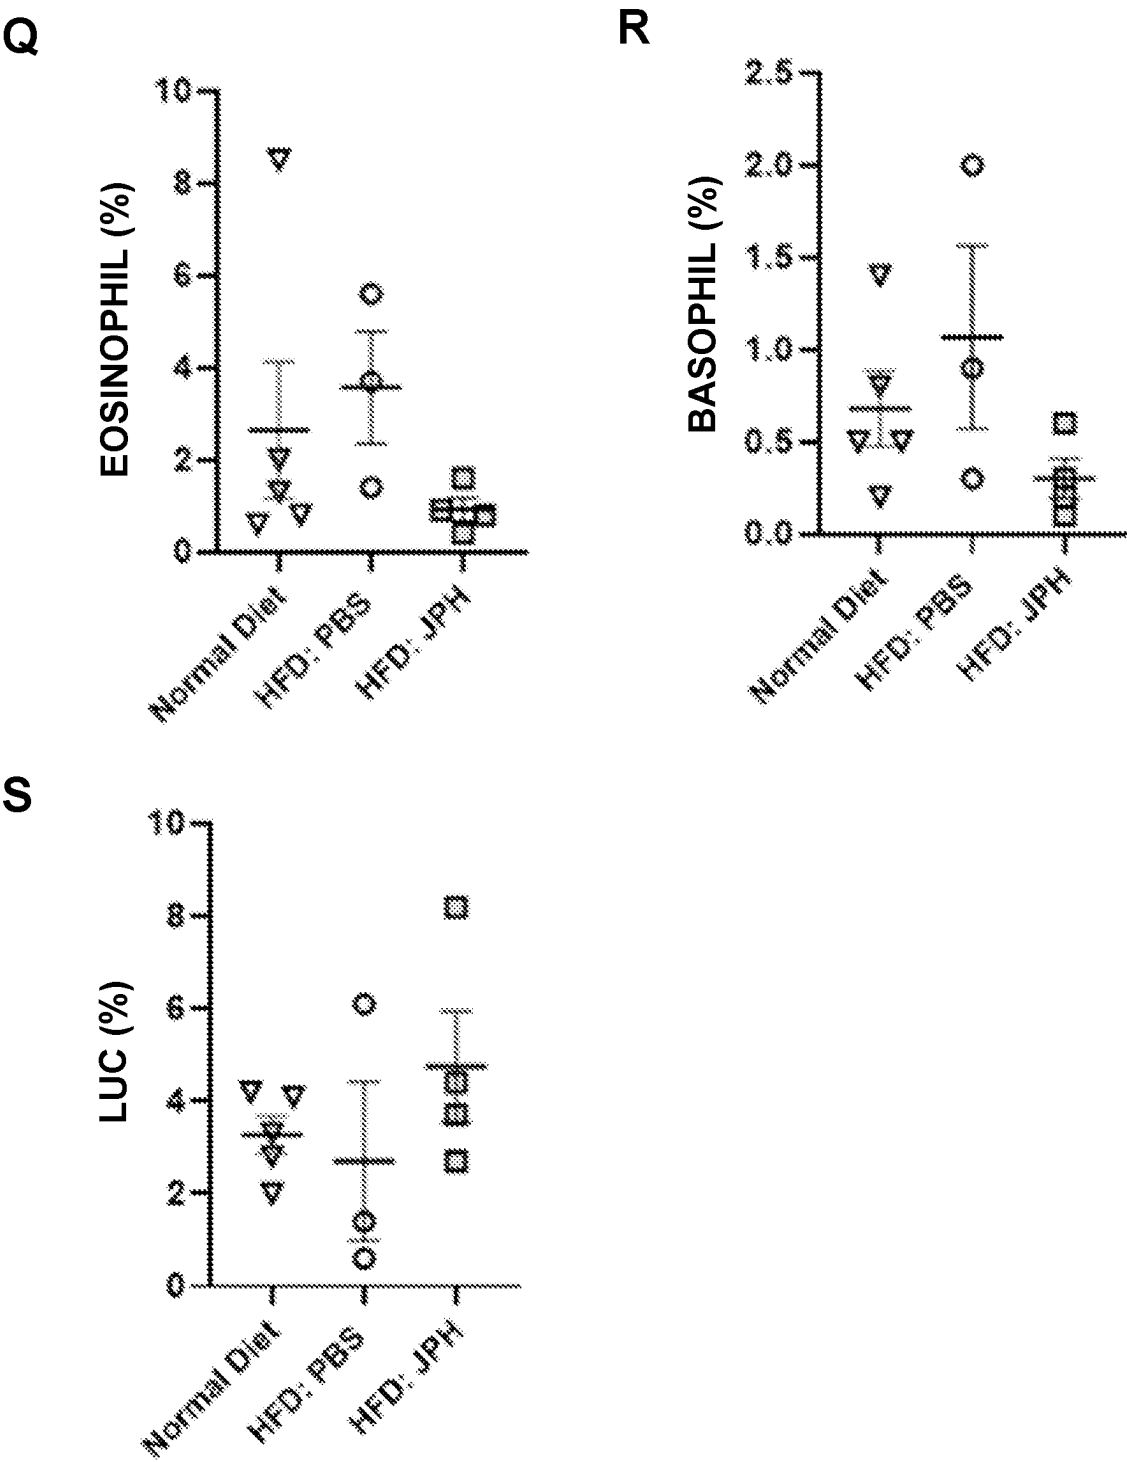 Q
10
8
6
4
2
0
EOSINOPHIL (%)
Normal Diet
HFD: PBS
HFD: JPH
R
2.5
2.0
1.5
1.0
0.5
0.0
BASOPHIL (%)
Normal Diet
HFD: PBS
HFD: JPH
S
10
8
6
4
2
0
LUC (%)
Normal Diet
HFD: PBS
HFD: JPH